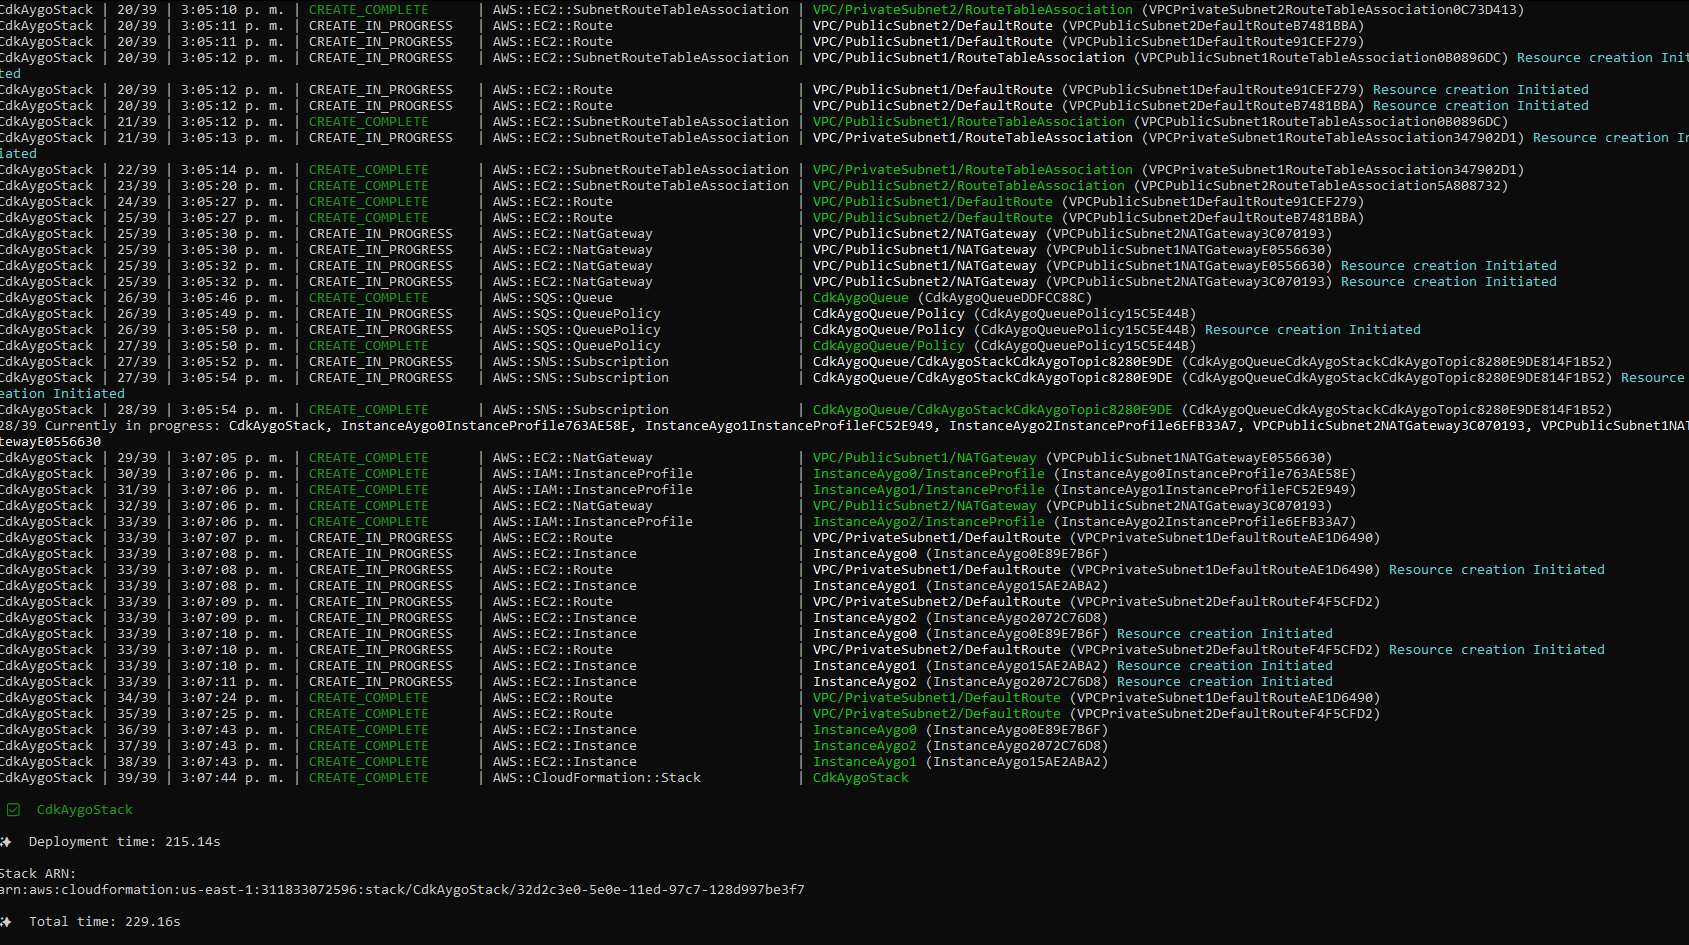 CdkAygoStack | 20/39 | 3:05:10 p. m. | CREATE_COMPLETE | AWS::EC2::SubnetRouteTableAssociation | VPC/PrivateSubnet2/RouteTableAssociation (VPCPrivateSubnet2RouteTableAssociation0C73D413)
CdkAygoStack | 20/39 | 3:05:11 p. m. | CREATE_IN_PROGRESS | AWS::EC2::Route | VPC/PublicSubnet2/DefaultRoute (VPCPublicSubnet2DefaultRouteB7481BBA)
CdkAygoStack | 20/39 | 3:05:11 p. m. | CREATE_IN_PROGRESS | AWS::EC2::Route | VPC/PublicSubnet1/DefaultRoute (VPCPublicSubnet1DefaultRoute91CEF279)
CdkAygoStack | 20/39 | 3:05:12 p. m. | CREATE_IN_PROGRESS | AWS::EC2::SubnetRouteTableAssociation | VPC/PublicSubnet1/RouteTableAssociation (VPCPublicSubnet1RouteTableAssociation0B0896DC) Resource creation Init
ted
CdkAygoStack | 20/39 | 3:05:12 p. m. | CREATE_IN_PROGRESS | AWS::EC2::Route | VPC/PublicSubnet1/DefaultRoute (VPCPublicSubnet1DefaultRoute91CEF279) Resource creation Initiated
CdkAygoStack | 20/39 | 3:05:12 p. m. | CREATE_IN_PROGRESS | AWS::EC2::Route | VPC/PublicSubnet2/DefaultRoute (VPCPublicSubnet2DefaultRouteB7481BBA) Resource creation Initiated
CdkAygoStack | 21/39 | 3:05:12 p. m. | CREATE_COMPLETE | AWS::EC2::SubnetRouteTableAssociation | VPC/PublicSubnet1/RouteTableAssociation (VPCPublicSubnet1RouteTableAssociation0B0896DC)
CdkAygoStack | 21/39 | 3:05:13 p. m. | CREATE_IN_PROGRESS | AWS::EC2::SubnetRouteTableAssociation | VPC/PrivateSubnet1/RouteTableAssociation (VPCPrivateSubnet1RouteTableAssociation347902D1) Resource creation In
iated
CdkAygoStack | 22/39 | 3:05:14 p. m. | CREATE_COMPLETE | AWS::EC2::SubnetRouteTableAssociation | VPC/PrivateSubnet1/RouteTableAssociation (VPCPrivateSubnet1RouteTableAssociation347902D1)
CdkAygoStack | 23/39 | 3:05:20 p. m. | CREATE_COMPLETE | AWS::EC2::SubnetRouteTableAssociation | VPC/PublicSubnet2/RouteTableAssociation (VPCPublicSubnet2RouteTableAssociation5A808732)
CdkAygoStack | 24/39 | 3:05:27 p. m. | CREATE_COMPLETE | AWS::EC2::Route | VPC/PublicSubnet1/DefaultRoute (VPCPublicSubnet1DefaultRoute91CEF279)
CdkAygoStack | 25/39 | 3:05:27 p. m. | CREATE_COMPLETE | AWS::EC2::Route | VPC/PublicSubnet2/DefaultRoute (VPCPublicSubnet2DefaultRouteB7481BBA)
CdkAygoStack | 25/39 | 3:05:30 p. m. | CREATE_IN_PROGRESS | AWS::EC2::NatGateway | VPC/PublicSubnet2/NATGateway (VPCPublicSubnet2NATGateway3C070193)
CdkAygoStack | 25/39 | 3:05:30 p. m. | CREATE_IN_PROGRESS | AWS::EC2::NatGateway | VPC/PublicSubnet1/NATGateway (VPCPublicSubnet1NATGatewayE0556630)
CdkAygoStack | 25/39 | 3:05:32 p. m. | CREATE_IN_PROGRESS | AWS::EC2::NatGateway | VPC/PublicSubnet1/NATGateway (VPCPublicSubnet1NATGatewayE0556630) Resource creation Initiated
CdkAygoStack | 25/39 | 3:05:32 p. m. | CREATE_IN_PROGRESS | AWS::EC2::NatGateway | VPC/PublicSubnet2/NATGateway (VPCPublicSubnet2NATGateway3C070193) Resource creation Initiated
CdkAygoStack | 26/39 | 3:05:46 p. m. | CREATE_COMPLETE | AWS::SQS::Queue | CdkAygoQueue (CdkAygoQueueDDFCC88C)
CdkAygoStack | 26/39 | 3:05:49 p. m. | CREATE_IN_PROGRESS | AWS::SQS::QueuePolicy | CdkAygoQueue/Policy (CdkAygoQueuePolicy15C5E44B)
CdkAygoStack | 26/39 | 3:05:50 p. m. | CREATE_IN_PROGRESS | AWS::SQS::QueuePolicy | CdkAygoQueue/Policy (CdkAygoQueuePolicy15C5E44B) Resource creation Initiated
CdkAygoStack | 27/39 | 3:05:50 p. m. | CREATE_COMPLETE | AWS::SQS::QueuePolicy | CdkAygoQueue/Policy (CdkAygoQueuePolicy15C5E44B)
CdkAygoStack | 27/39 | 3:05:52 p. m. | CREATE_IN_PROGRESS | AWS::SNS::Subscription | CdkAygoQueue/CdkAygoStackCdkAygoTopic8280E9DE (CdkAygoQueueCdkAygoStackCdkAygoTopic8280E9DE814F1B52)
CdkAygoStack | 27/39 | 3:05:54 p. m. | CREATE_IN_PROGRESS | AWS::SNS::Subscription | CdkAygoQueue/CdkAygoStackCdkAygoTopic8280E9DE (CdkAygoQueueCdkAygoStackCdkAygoTopic8280E9DE814F1B52) Resource
eation Initiated
CdkAygoStack | 28/39 | 3:05:54 p. m. | CREATE_COMPLETE | AWS::SNS::Subscription | CdkAygoQueue/CdkAygoStackCdkAygoTopic8280E9DE (CdkAygoQueueCdkAygoStackCdkAygoTopic8280E9DE814F1B52)
28/39 Currently in progress: CdkAygoStack, InstanceAygo0InstanceProfile763AE58E, InstanceAygo1InstanceProfileFC52E949, InstanceAygo2InstanceProfile6EFB33A7, VPCPublicSubnet2NATGateway3C070193, VPCPublicSubnet1NAT
tewayE0556630
CdkAygoStack | 29/39 | 3:07:05 p. m. | CREATE_COMPLETE | AWS::EC2::NatGateway | VPC/PublicSubnet1/NATGateway (VPCPublicSubnet1NATGatewayE0556630)
CdkAygoStack | 30/39 | 3:07:06 p. m. | CREATE_COMPLETE | AWS::IAM::InstanceProfile | InstanceAygo0/InstanceProfile (InstanceAygo0InstanceProfile763AE58E)
CdkAygoStack | 31/39 | 3:07:06 p. m. | CREATE_COMPLETE | AWS::IAM::InstanceProfile | InstanceAygo1/InstanceProfile (InstanceAygo1InstanceProfileFC52E949)
CdkAygoStack | 32/39 | 3:07:06 p. m. | CREATE_COMPLETE | AWS::EC2::NatGateway | VPC/PublicSubnet2/NATGateway (VPCPublicSubnet2NATGateway3C070193)
CdkAygoStack | 33/39 | 3:07:06 p. m. | CREATE_COMPLETE | AWS::IAM::InstanceProfile | InstanceAygo2/InstanceProfile (InstanceAygo2InstanceProfile6EFB33A7)
CdkAygoStack | 33/39 | 3:07:07 p. m. | CREATE_IN_PROGRESS | AWS::EC2::Route | VPC/PrivateSubnet1/DefaultRoute (VPCPrivateSubnet1DefaultRouteAE1D6490)
CdkAygoStack | 33/39 | 3:07:08 p. m. | CREATE_IN_PROGRESS | AWS::EC2::Instance | InstanceAygo0 (InstanceAygo0E89E7B6F)
CdkAygoStack | 33/39 | 3:07:08 p. m. | CREATE_IN_PROGRESS | AWS::EC2::Route | VPC/PrivateSubnet1/DefaultRoute (VPCPrivateSubnet1DefaultRouteAE1D6490) Resource creation Initiated
CdkAygoStack | 33/39 | 3:07:08 p. m. | CREATE_IN_PROGRESS | AWS::EC2::Instance | InstanceAygo1 (InstanceAygo15AE2ABA2)
CdkAygoStack | 33/39 | 3:07:09 p. m. | CREATE_IN_PROGRESS | AWS::EC2::Route | VPC/PrivateSubnet2/DefaultRoute (VPCPrivateSubnet2DefaultRouteF4F5CFD2)
CdkAygoStack | 33/39 | 3:07:09 p. m. | CREATE_IN_PROGRESS | AWS::EC2::Instance | InstanceAygo2 (InstanceAygo2072C76D8)
CdkAygoStack | 33/39 | 3:07:10 p. m. | CREATE_IN_PROGRESS | AWS::EC2::Instance | InstanceAygo0 (InstanceAygo0E89E7B6F) Resource creation Initiated
CdkAygoStack | 33/39 | 3:07:10 p. m. | CREATE_IN_PROGRESS | AWS::EC2::Route | VPC/PrivateSubnet2/DefaultRoute (VPCPrivateSubnet2DefaultRouteF4F5CFD2) Resource creation Initiated
CdkAygoStack | 33/39 | 3:07:10 p. m. | CREATE_IN_PROGRESS | AWS::EC2::Instance | InstanceAygo1 (InstanceAygo15AE2ABA2) Resource creation Initiated
CdkAygoStack | 33/39 | 3:07:11 p. m. | CREATE_IN_PROGRESS | AWS::EC2::Instance | InstanceAygo2 (InstanceAygo2072C76D8) Resource creation Initiated
CdkAygoStack | 34/39 | 3:07:24 p. m. | CREATE_COMPLETE | AWS::EC2::Route | VPC/PrivateSubnet1/DefaultRoute (VPCPrivateSubnet1DefaultRouteAE1D6490)
CdkAygoStack | 35/39 | 3:07:25 p. m. | CREATE_COMPLETE | AWS::EC2::Route | VPC/PrivateSubnet2/DefaultRoute (VPCPrivateSubnet2DefaultRouteF4F5CFD2)
CdkAygoStack | 36/39 | 3:07:43 p. m. | CREATE_COMPLETE | AWS::EC2::Instance | InstanceAygo0 (InstanceAygo0E89E7B6F)
CdkAygoStack | 37/39 | 3:07:43 p. m. | CREATE_COMPLETE | AWS::EC2::Instance | InstanceAygo2 (InstanceAygo2072C76D8)
CdkAygoStack | 38/39 | 3:07:43 p. m. | CREATE_COMPLETE | AWS::EC2::Instance | InstanceAygo1 (InstanceAygo15AE2ABA2)
CdkAygoStack | 39/39 | 3:07:44 p. m. | CREATE_COMPLETE | AWS::CloudFormation::Stack | CdkAygoStack
CdkAygoStack
Deployment time: 215.14s
Stack ARN:
arn:aws:cloudformation:us-east-1:311833072596:stack/CdkAygoStack/32d2c3e0-5e0e-11ed-97c7-128d997be3f7
Total time: 229.16s